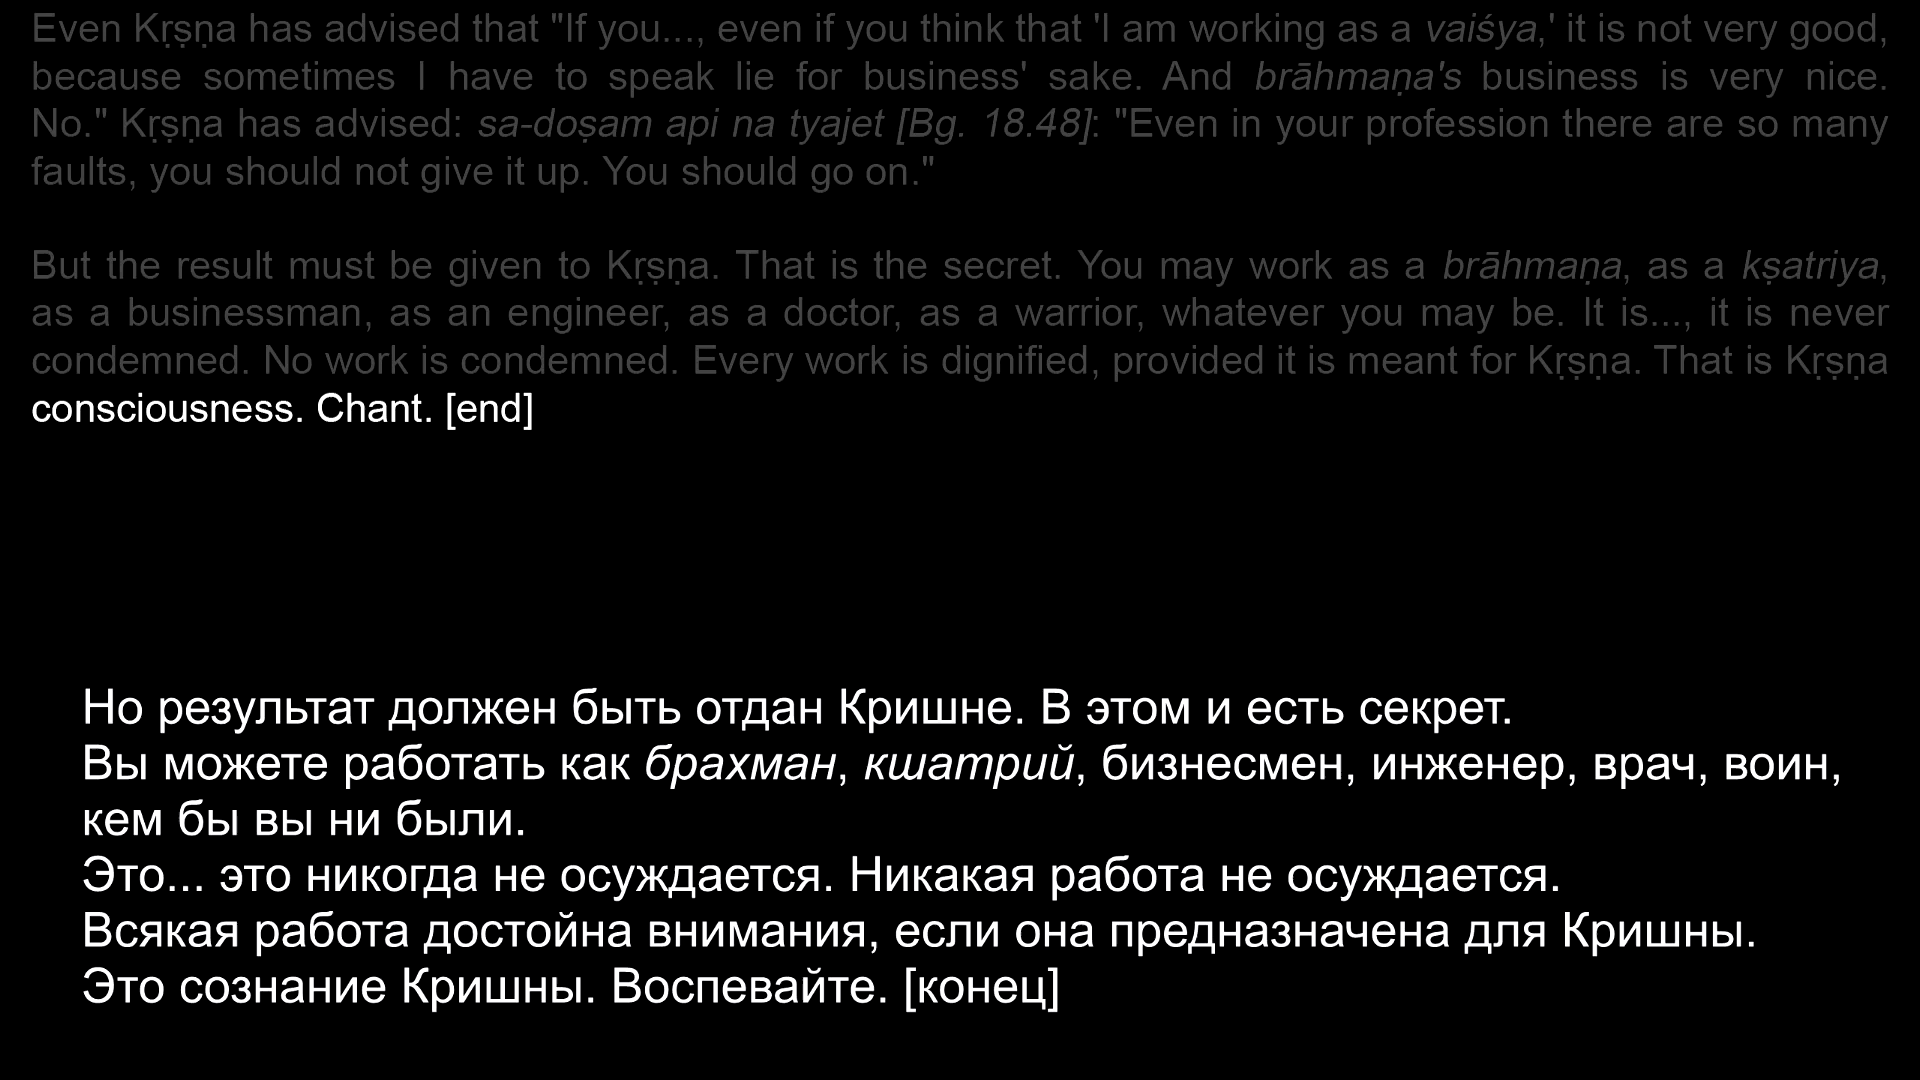 Even Kṛṣṇa has advised that "If you..., even if you think that 'I am working as a vaiśya,' it is not very good,
because sometimes I have to speak lie for business' sake. And brāhmaṇa's business is very nice.
No." Kṛṣṇa has advised: sa-doṣam api na tyajet [Bg. 18.48]: "Even in your profession there are so many
faults, you should not give it up. You should go on."
But the result must be given to Kṛṣṇa. That is the secret. You may work as a brāhmaṇa, as a kṣatriya,
as a businessman, as an engineer, as a doctor, as a warrior, whatever you may be. It is..., it is never
condemned. No work is condemned. Every work is dignified, provided it is meant for Kṛṣṇa. That is Kṛṣṇa
consciousness. Chant. [end]
Но результат должен быть отдан Кришне. В этом и есть секрет.
Вы можете работать как брахман, кшатрий, бизнесмен, инженер, врач, воин,
кем бы вы ни были.
Это... это никогда не осуждается. Никакая работа не осуждается.
Всякая работа достойна внимания, если она предназначена для Кришны.
Это сознание Кришны. Воспевайте. [конец]